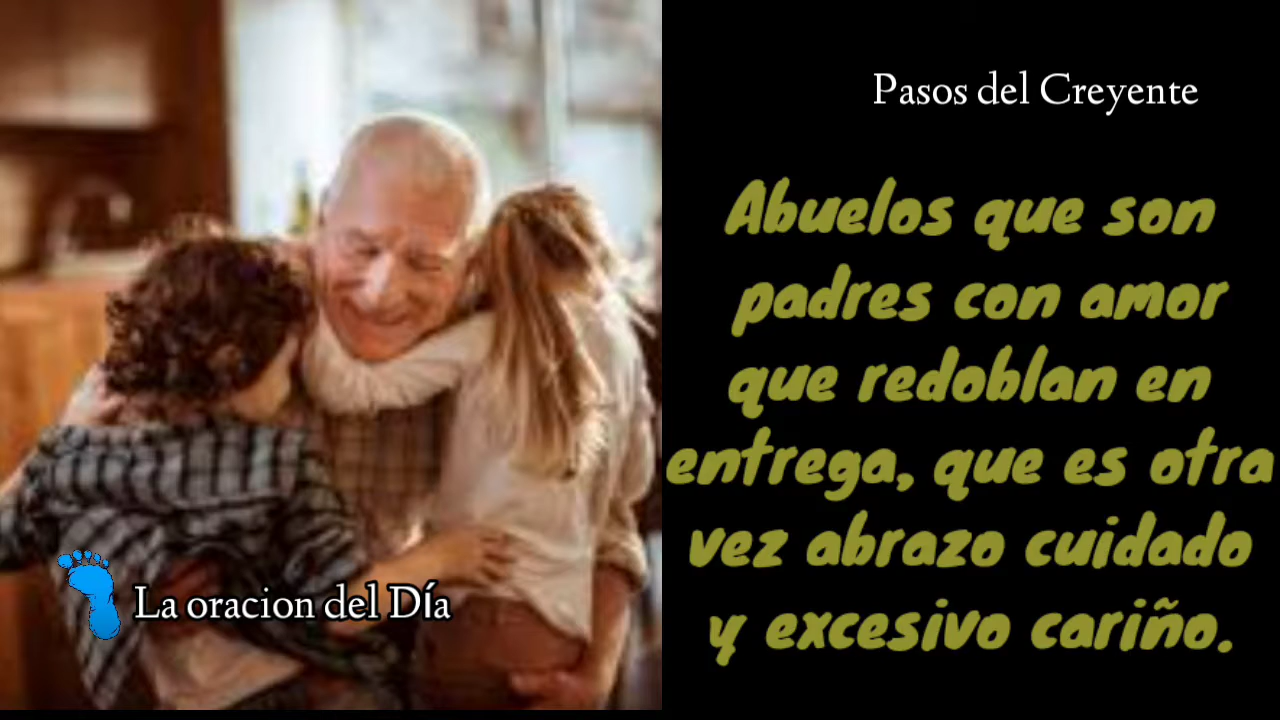 Pasos del Creyente
Abuelos que son
padres con amor
que redoblan en
entrega, que es otra
vez abrazo cuidado
y excesivo cariño.
La oracion del Día